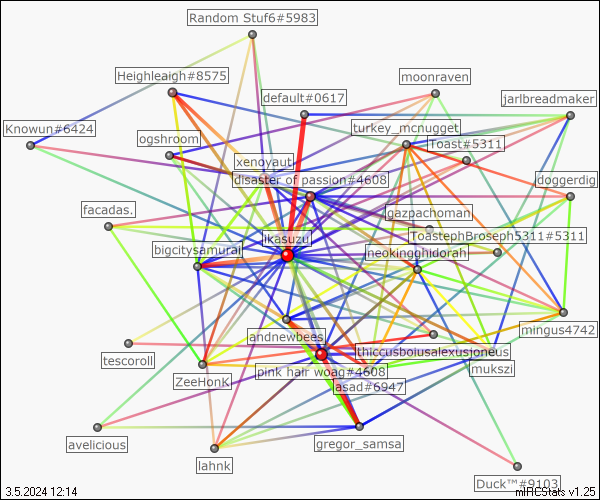 Random Stuf6#5983
Heighleaigh#8575
moonraven
default#0617
jarlbreadmaker
Knowun#6424
turkey_mcnugget
ogshroom
Toast#5311
xenoyaut
disaster of passion#4608
doggerdig
facadas.
gazpachoman
ikasuzu
ToastephBroseph5311#5311
bigcitysamurai
neokingghidorah
mingus4742
andnewbees
tescoroll
thiccusboiusalexusioneus
pink hair woag#4608
mukszi
ZeeHonK
asad#6947
avelicious
gregor_samsa
lahnk
Duck™#9103
3.5.2024 12:14
mIRCStats v1.25